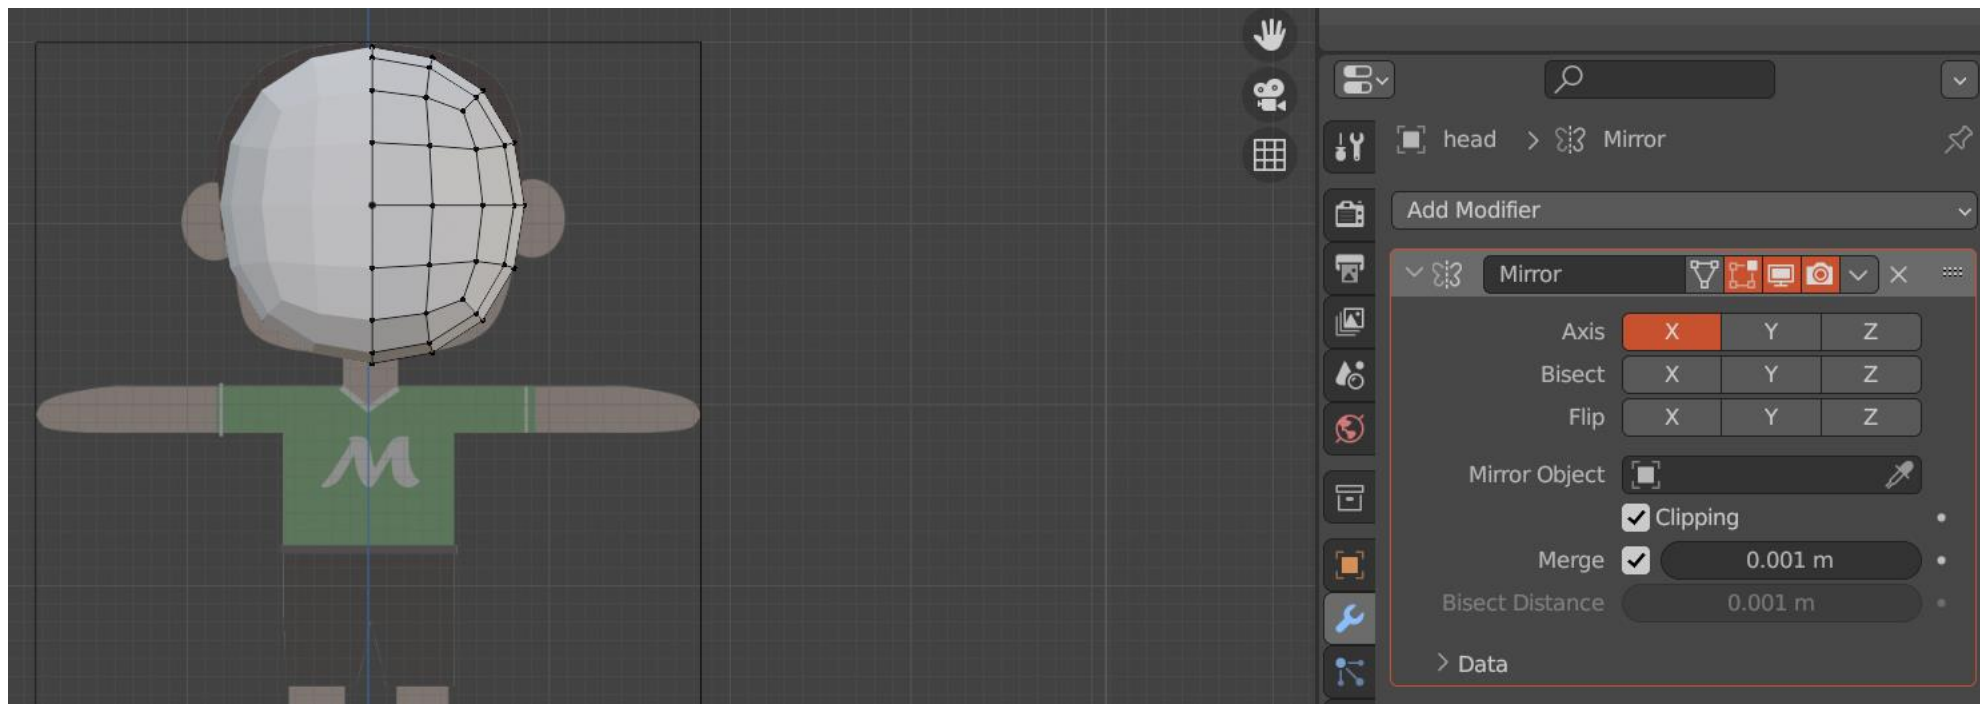 head > Mirror
Add Modifier
Mirror
Axis X Y Z
Bisect X Y Z
Flip X Y Z
Mirror Object
Clipping
Merge 0.001 m
Bisect Distance 0.001 m
> Data
M